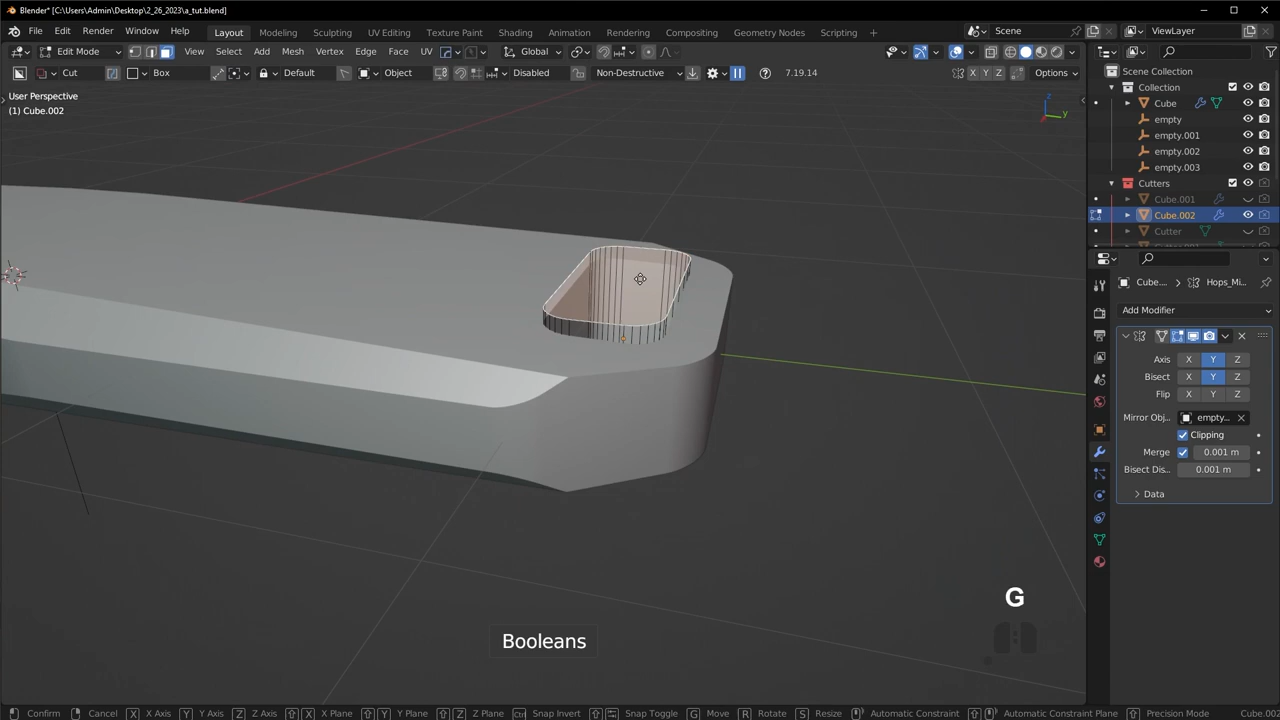 Blender* [C:\Users\Admin\Desktop\2_26_2023\a_tut.blend]
File Edit Render Window Help Layout Modeling Sculpting UV Editing Texture Paint Shading Animation Rendering Compositing Geometry Nodes Scripting Scene ViewLayer
Edit Mode View Select Add Mesh Vertex Edge Face UV Global
Cut Box Default Object Disabled Non-Destructive 7.19.14 X Y Z Options
User Perspective
(1) Cube.002
z
y
Scene Collection
Collection
Cube
empty
empty.001
empty.002
empty.003
Cutters
Cube.001
Cube.002
Cutter
Cube.... Hops_Mi...
Add Modifier
Axis X Y Z
Bisect X Y Z
Flip X Y Z
Mirror Obj.. empty...
Clipping
Merge 0.001 m
Bisect Dis... 0.001 m
Data
G
Booleans
Confirm Cancel X X Axis Y Y Axis Z Z Axis X X Plane Y Y Plane Z Z Plane Ctrl Snap Invert Snap Toggle G Move R Rotate S Resize Automatic Constraint Automatic Constraint Plane Precision Mode Cube.00